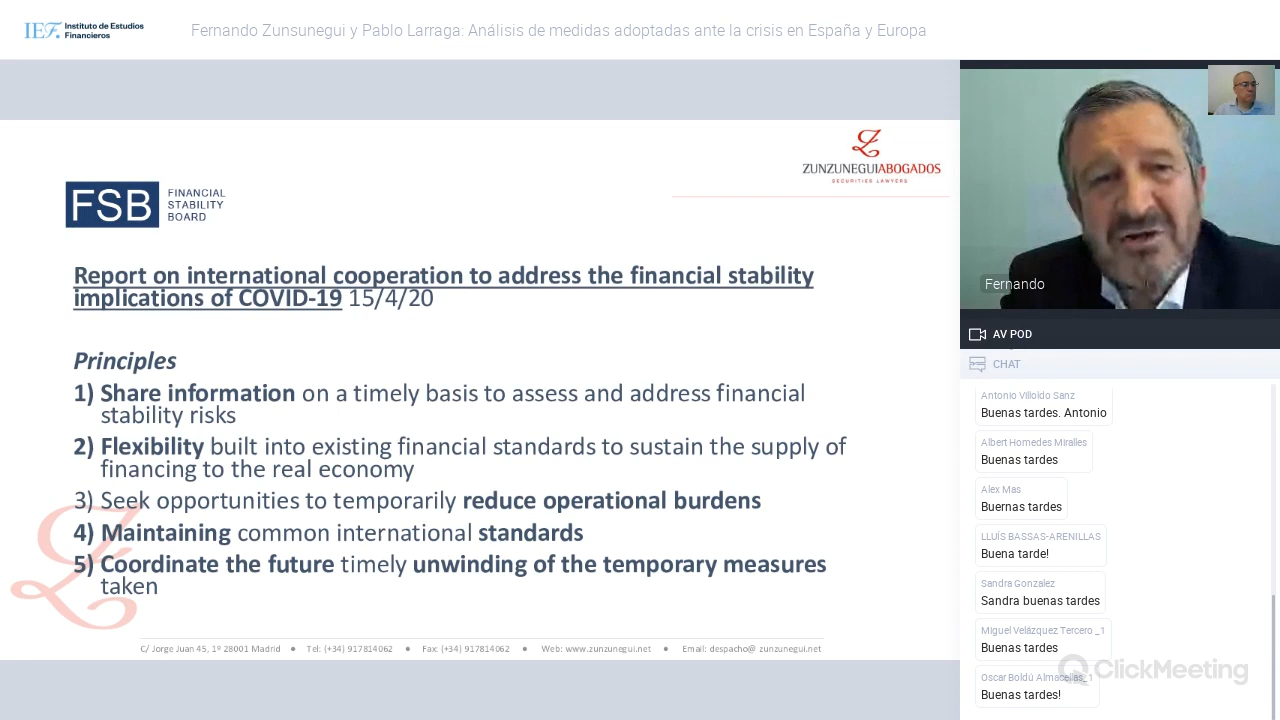 IEF. Instituto de Estudios
Financieros
Fernando Zunsunegui y Pablo Larraga: Análisis de medidas adoptadas ante la crisis en España y Europa
ZUNZUNEGUIABOGADOS
SECURITIES LAWYERS
FSB
FINANCIAL
STABILITY
BOARD
Report on international cooperation to address the financial stability
implications of COVID-19 15/4/20
Principles
1) Share information on a timely basis to assess and address financial
stability risks
2) Flexibility built into existing financial standards to sustain the supply of
financing to the real economy
3) Seek opportunities to temporarily reduce operational burdens
4) Maintaining common international standards
5) Coordinate the future timely unwinding of the temporary measures
taken
C/ Jorge Juan 45, 1º 28001 Madrid ● Tel: (+34) 917814062 ● Fax: (+34) 917814062 ● Web: www.zunzunegui.net ● Email: despacho@ zunzunegui.net
Fernando
AV POD
CHAT
Antonio Villoldo Sanz
Buenas tardes. Antonio
Albert Homedes Miralles
Buenas tardes
Alex Mas
Buernas tardes
LLUÍS BASSAS-ARENILLAS
Buena tarde!
Sandra Gonzalez
Sandra buenas tardes
Miguel Velázquez Tercero _1
Buenas tardes
Oscar Boldú Almacellas_1
Buenas tardes!
ClickMeeting